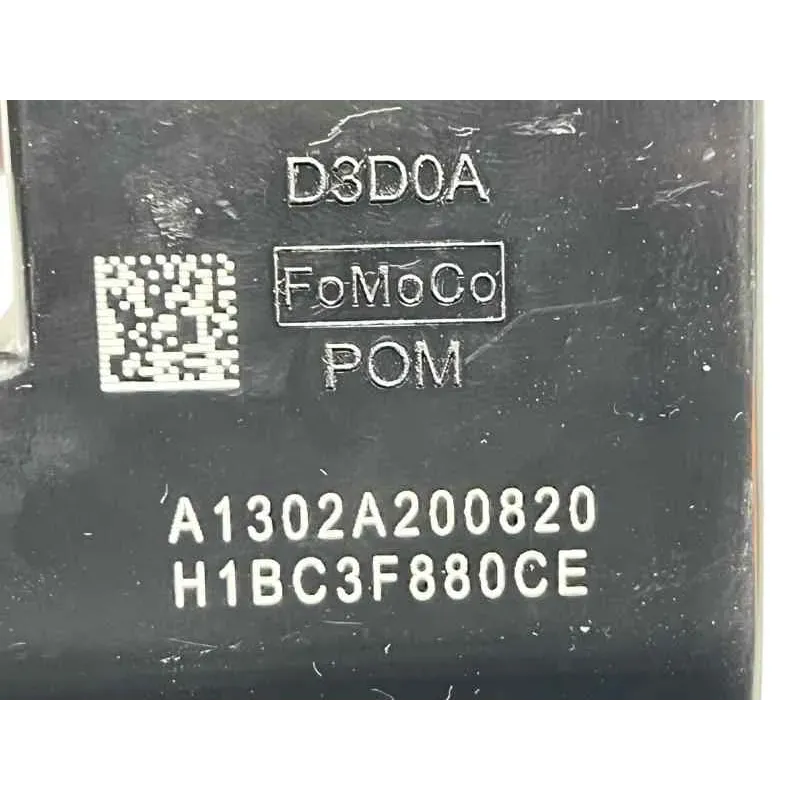 D3D0A
FoMoCo
POM
A1302A200820
H1BC3F880CE